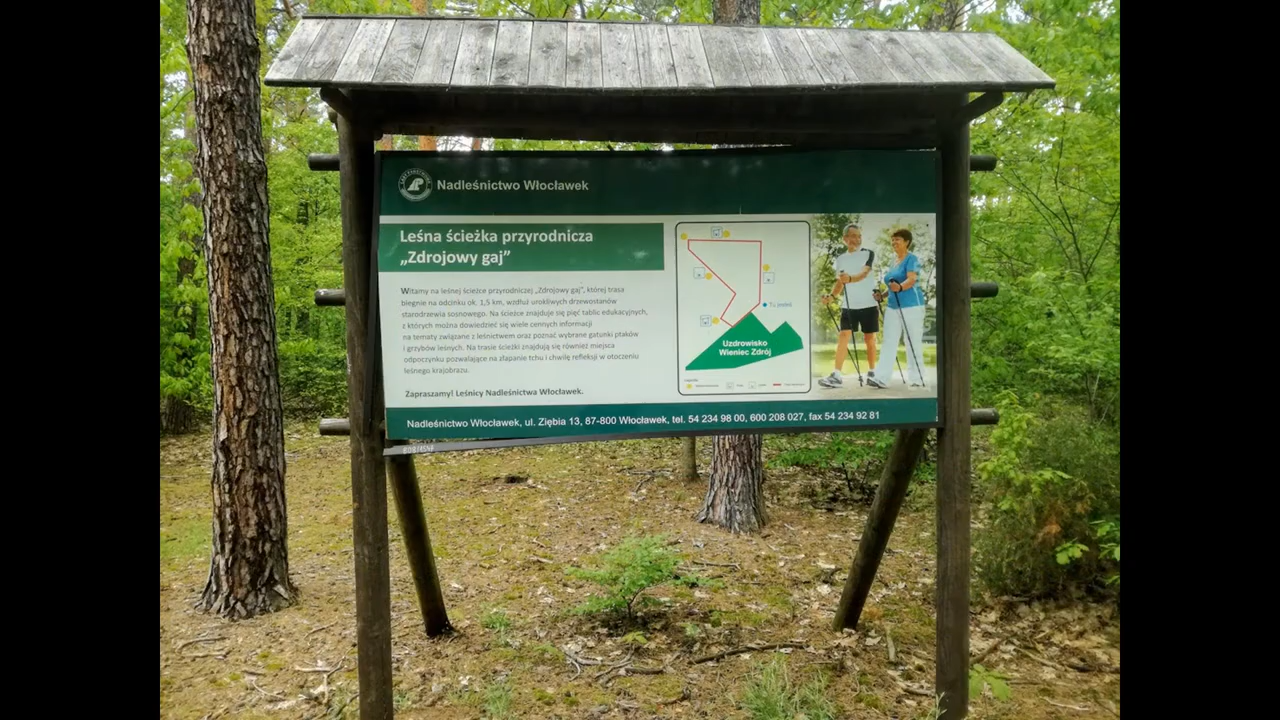 Nadleśnictwo Włocławek
Leśna ścieżka przyrodnicza
„Zdrojowy gaj”
Witamy na leśnej ścieżce przyrodniczej „Zdrojowy gaj”, której trasa
biegnie na odcinku ok. 1,5 km, wzdłuż urokliwych drzewostanów
starodrzewia sosnowego. Na ścieżce znajduje się pięć tablic edukacyjnych,
z których można dowiedzieć się wiele cennych informacji
na tematy związane z leśnictwem oraz poznać wybrane gatunki ptaków
i grzybów leśnych. Na trasie ścieżki znajdują się również miejsca
odpoczynku pozwalające na złapanie tchu i chwilę refleksji w otoczeniu
leśnego krajobrazu.
Zapraszamy! Leśnicy Nadleśnictwa Włocławek.
Tu jesteś
Uzdrowisko
Wieniec Zdrój
Nadleśnictwo Włocławek, ul. Ziębia 13, 87-800 Włocławek, tel. 54 234 98 00, 600 208 027, fax 54 234 92 81